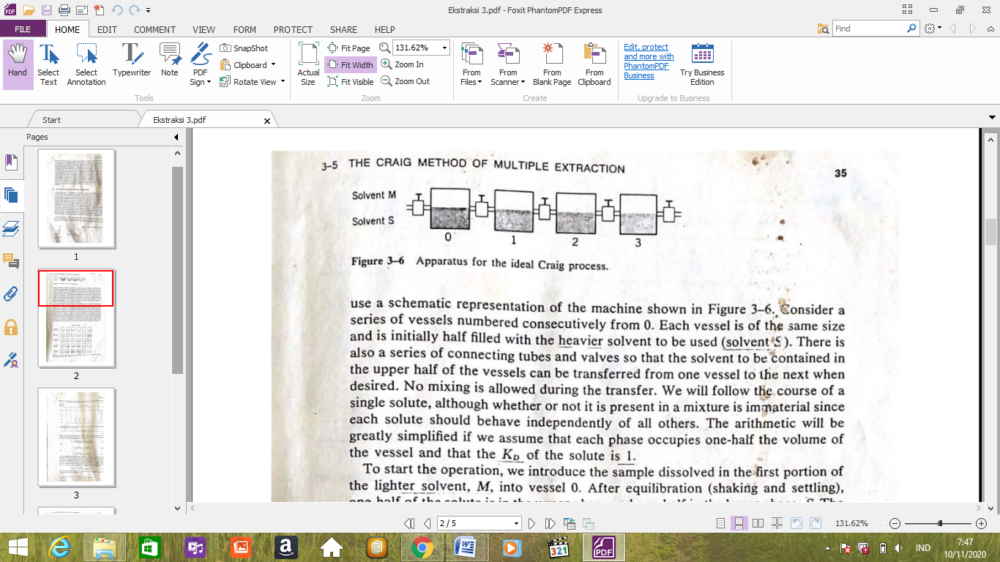 Ekstraksi 3.pdf - Foxit PhantomPDF Express
PDF
FILE HOME EDIT COMMENT VIEW FORM PROTECT SHARE HELP
Find
Hand
Select Text
Select Annotation
Typewriter
Note
PDF Sign
SnapShot
Clipboard
Rotate View
Tools
Actual Size
Fit Page
Fit Width
Fit Visible
131.62%
Zoom In
Zoom Out
Zoom
From Files
From Scanner
From Blank Page
From Clipboard
Create
Edit, protect
and more with
PhantomPDF
Business
Try Business Edition
Upgrade to Business
Start
Ekstraksi 3.pdf
Pages
1
2
3
3-5 THE CRAIG METHOD OF MULTIPLE EXTRACTION
35
Solvent M
Solvent S
0 1 2 3
Figure 3–6 Apparatus for the ideal Craig process.
use a schematic representation of the machine shown in Figure 3–6. Consider a
series of vessels numbered consecutively from 0. Each vessel is of the same size
and is initially half filled with the heavier solvent to be used (solvent S). There is
also a series of connecting tubes and valves so that the solvent to be contained in
the upper half of the vessels can be transferred from one vessel to the next when
desired. No mixing is allowed during the transfer. We will follow the course of a
single solute, although whether or not it is present in a mixture is immaterial since
each solute should behave independently of all others. The arithmetic will be
greatly simplified if we assume that each phase occupies one-half the volume of
the vessel and that the KD of the solute is 1.
To start the operation, we introduce the sample dissolved in the first portion of
the lighter solvent, M, into vessel 0. After equilibration (shaking and settling),
2 / 5
131.62%
321
PDF
IND
7:47
10/11/2020